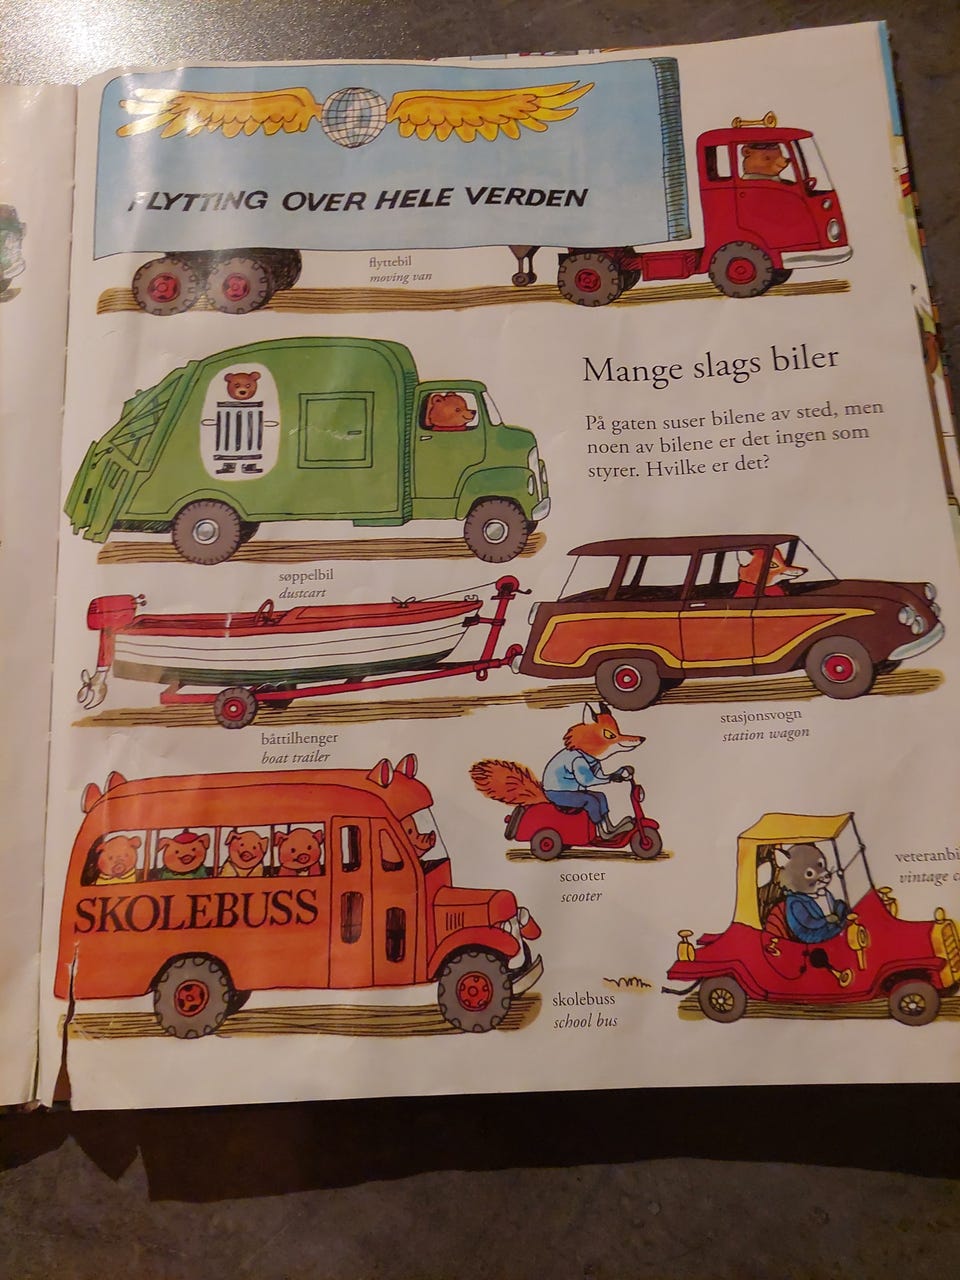 FLYTTING OVER HELE VERDEN
flyttebil
moving van
Mange slags biler
På gaten suser bilene av sted, men
noen av bilene er det ingen som
styrer. Hvilke er det?
søppelbil
dustcart
stasjonsvogn
station wagon
båttilhenger
boat trailer
SKOLEBUSS
scooter
scooter
veteranbi
vintage
skolebuss
school bus